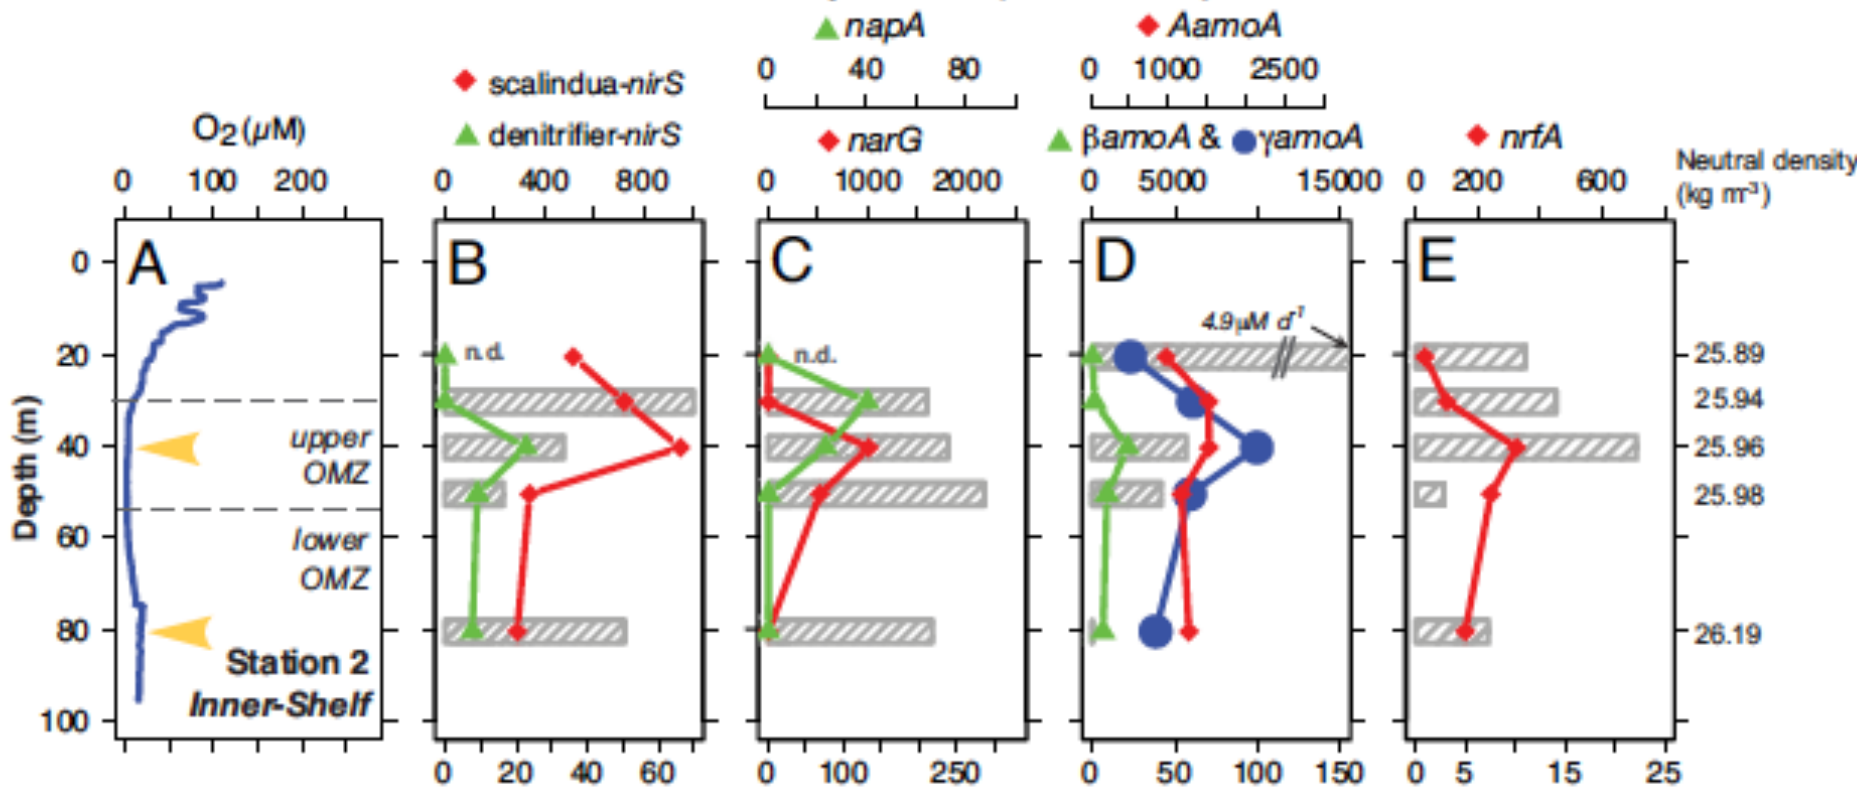 napA
AamoA
0 40 80
0 1000 2500
scalindua-nirS
denitrifier-nirS
narG
βamoA & γamoA
nrfA
O2 (µM)
0 100 200
0 400 800
0 1000 2000
0 5000 15000
0 200 600
Neutral density
(kg m-3)
A
B
C
D
E
0
20
40
60
80
100
Depth (m)
upper
OMZ
lower
OMZ
Station 2
Inner-Shelf
n.d.
n.d.
4.9µM d-1
25.89
25.94
25.96
25.98
26.19
0 20 40 60
0 100 250
0 50 100 150
0 5 15 25